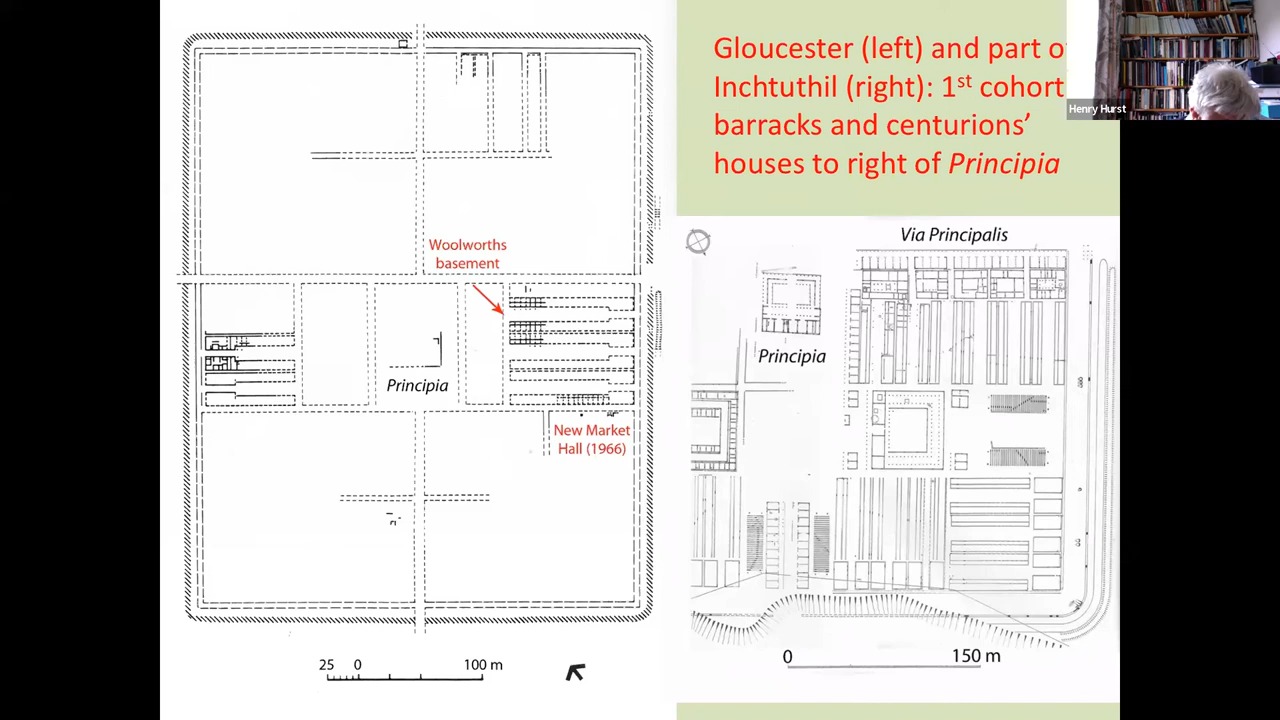 Gloucester (left) and part of
Inchtuthil (right): 1st cohort
barracks and centurions'
houses to right of Principia
Henry Hurst
Woolworths
basement
Principia
New Market
Hall (1966)
25 0 100 m
Via Principalis
Principia
0 150 m